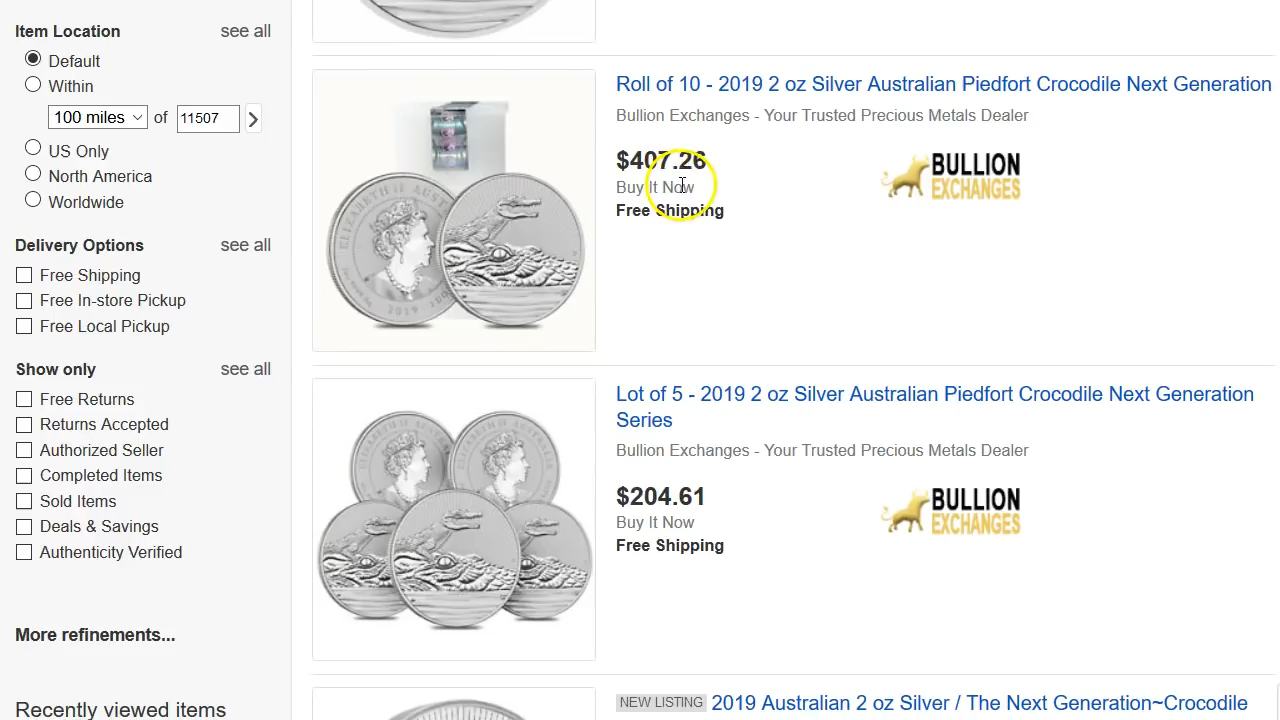 Item Location see all
Default
Within
100 miles of 11507
US Only
North America
Worldwide
Delivery Options see all
Free Shipping
Free In-store Pickup
Free Local Pickup
Show only see all
Free Returns
Returns Accepted
Authorized Seller
Completed Items
Sold Items
Deals & Savings
Authenticity Verified
More refinements...
Recently viewed items
Roll of 10 - 2019 2 oz Silver Australian Piedfort Crocodile Next Generation
Bullion Exchanges - Your Trusted Precious Metals Dealer
$407.26
Buy It Now
Free Shipping
BULLION
EXCHANGES
Lot of 5 - 2019 2 oz Silver Australian Piedfort Crocodile Next Generation
Series
Bullion Exchanges - Your Trusted Precious Metals Dealer
$204.61
Buy It Now
Free Shipping
BULLION
EXCHANGES
NEW LISTING 2019 Australian 2 oz Silver / The Next Generation~Crocodile